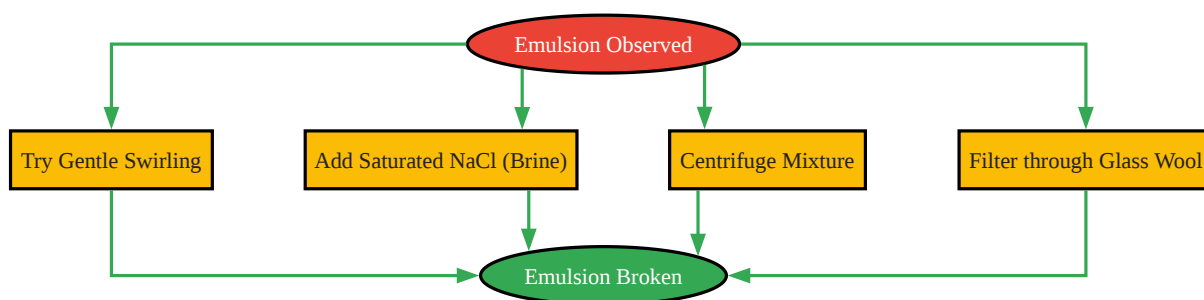 Emulsion Observed
Try Gentle Swirling
Add Saturated NaCl (Brine)
Centrifuge Mixture
Filter through Glass Wool
Emulsion Broken